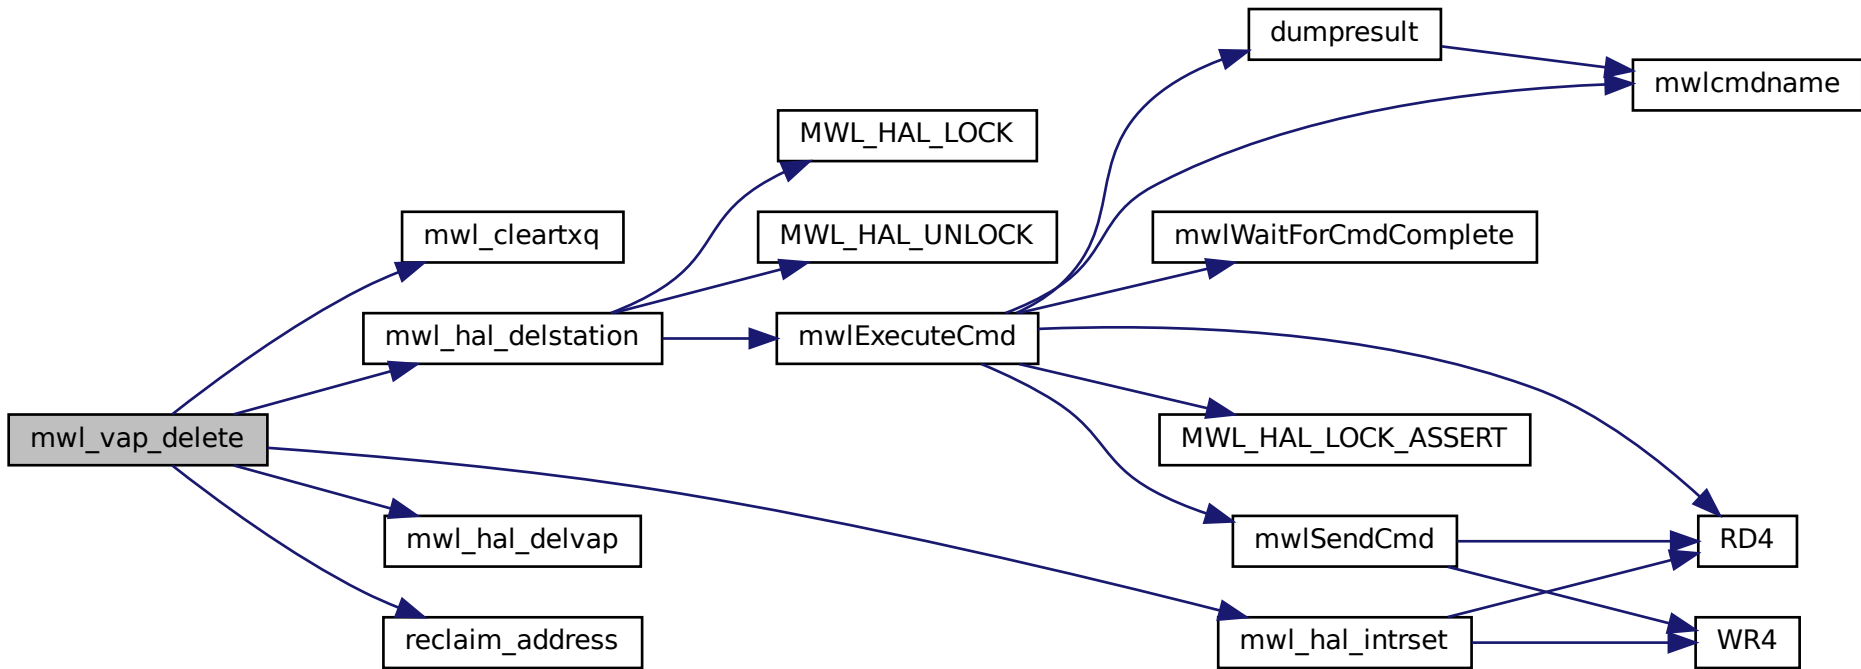 dumpresult
mwlcmdname
MWL_HAL_LOCK
mwl_cleartxq
MWL_HAL_UNLOCK
mwlWaitForCmdComplete
mwl_hal_delstation
mwlExecuteCmd
mwl_vap_delete
MWL_HAL_LOCK_ASSERT
mwl_hal_delvap
mwlSendCmd
RD4
reclaim_address
mwl_hal_intrset
WR4